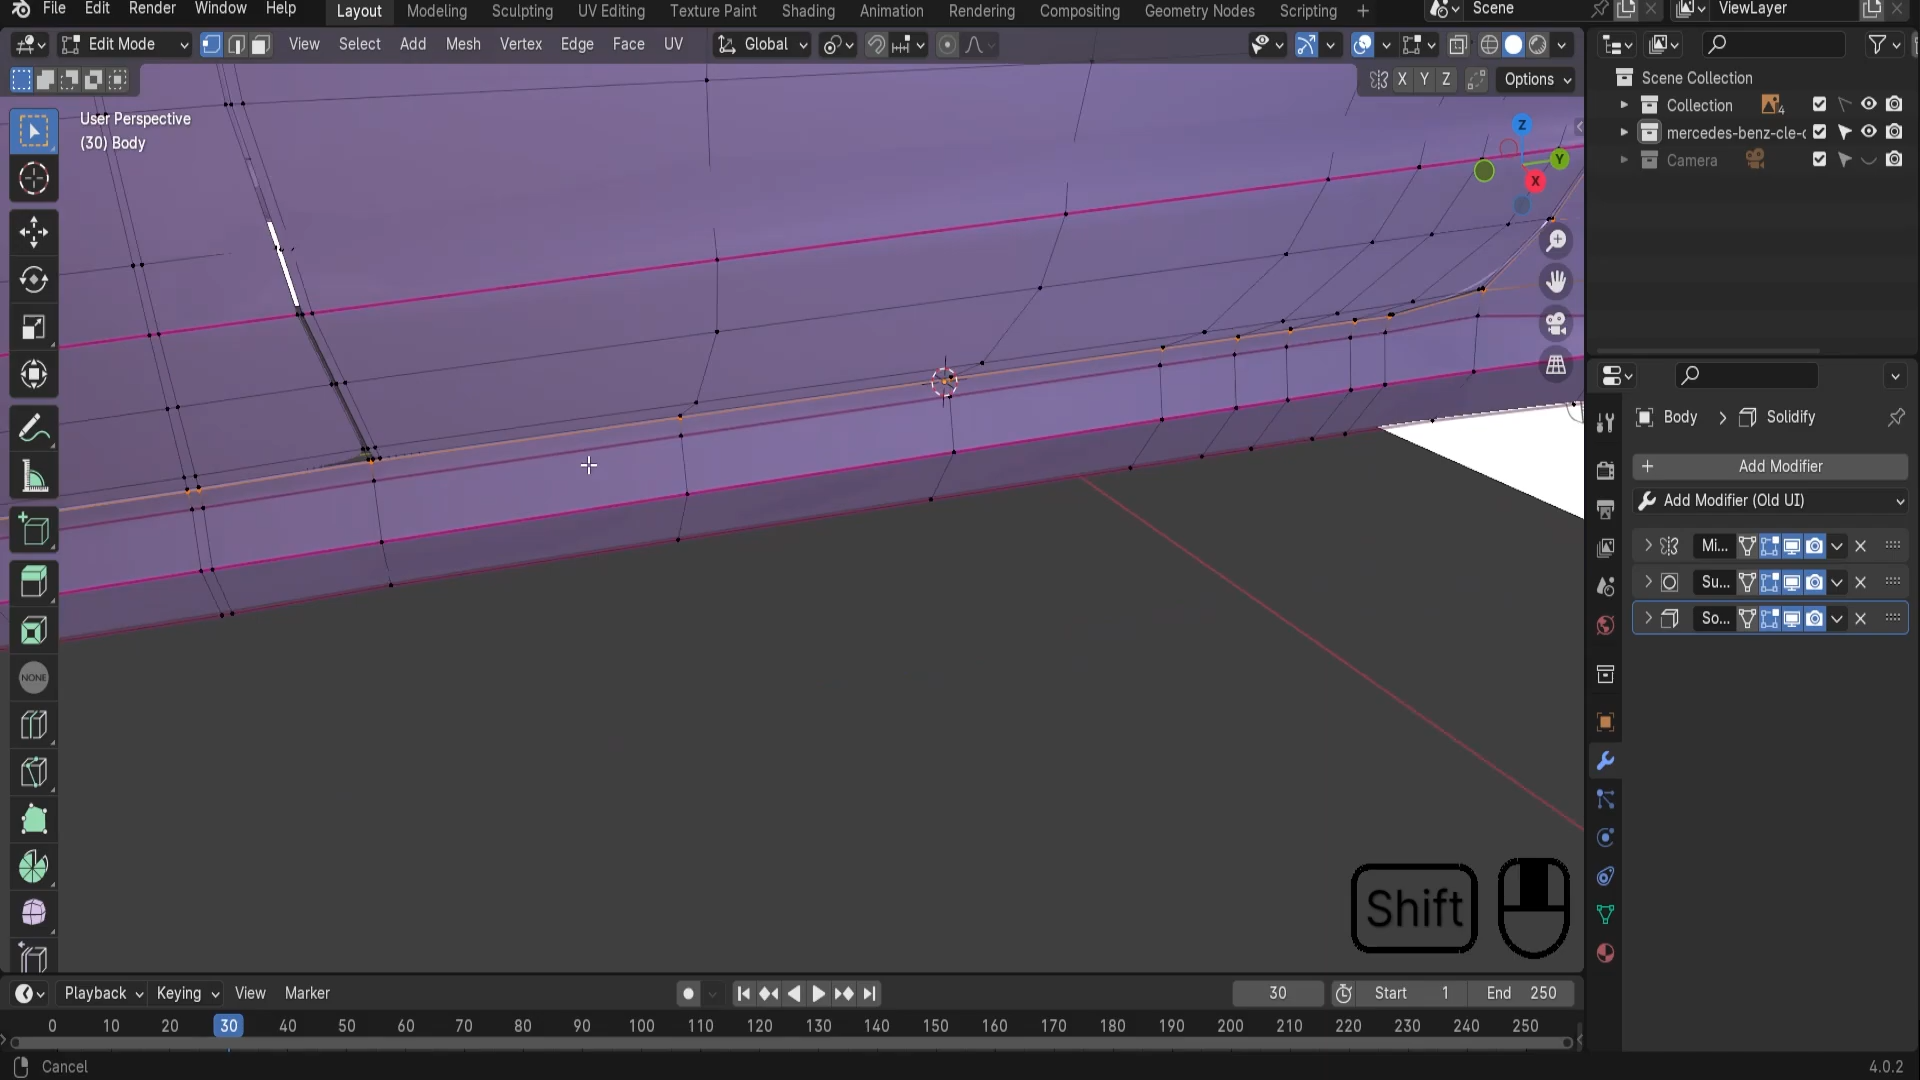 File Edit Render Window Help Layout Modeling Sculpting UV Editing Texture Paint Shading Animation Rendering Compositing Geometry Nodes Scripting + Scene ViewLayer
Edit Mode View Select Add Mesh Vertex Edge Face UV Global
X Y Z Options
User Perspective
(30) Body
Z
Y
X
Scene Collection
Collection 4
mercedes-benz-cle-c
Camera
Body > Solidify
+ Add Modifier
Add Modifier (Old UI)
Mi...
Su...
So...
NONE
Shift
Playback Keying View Marker 30 Start 1 End 250
0 10 20 30 40 50 60 70 80 90 100 110 120 130 140 150 160 170 180 190 200 210 220 230 240 250
Cancel 4.0.2